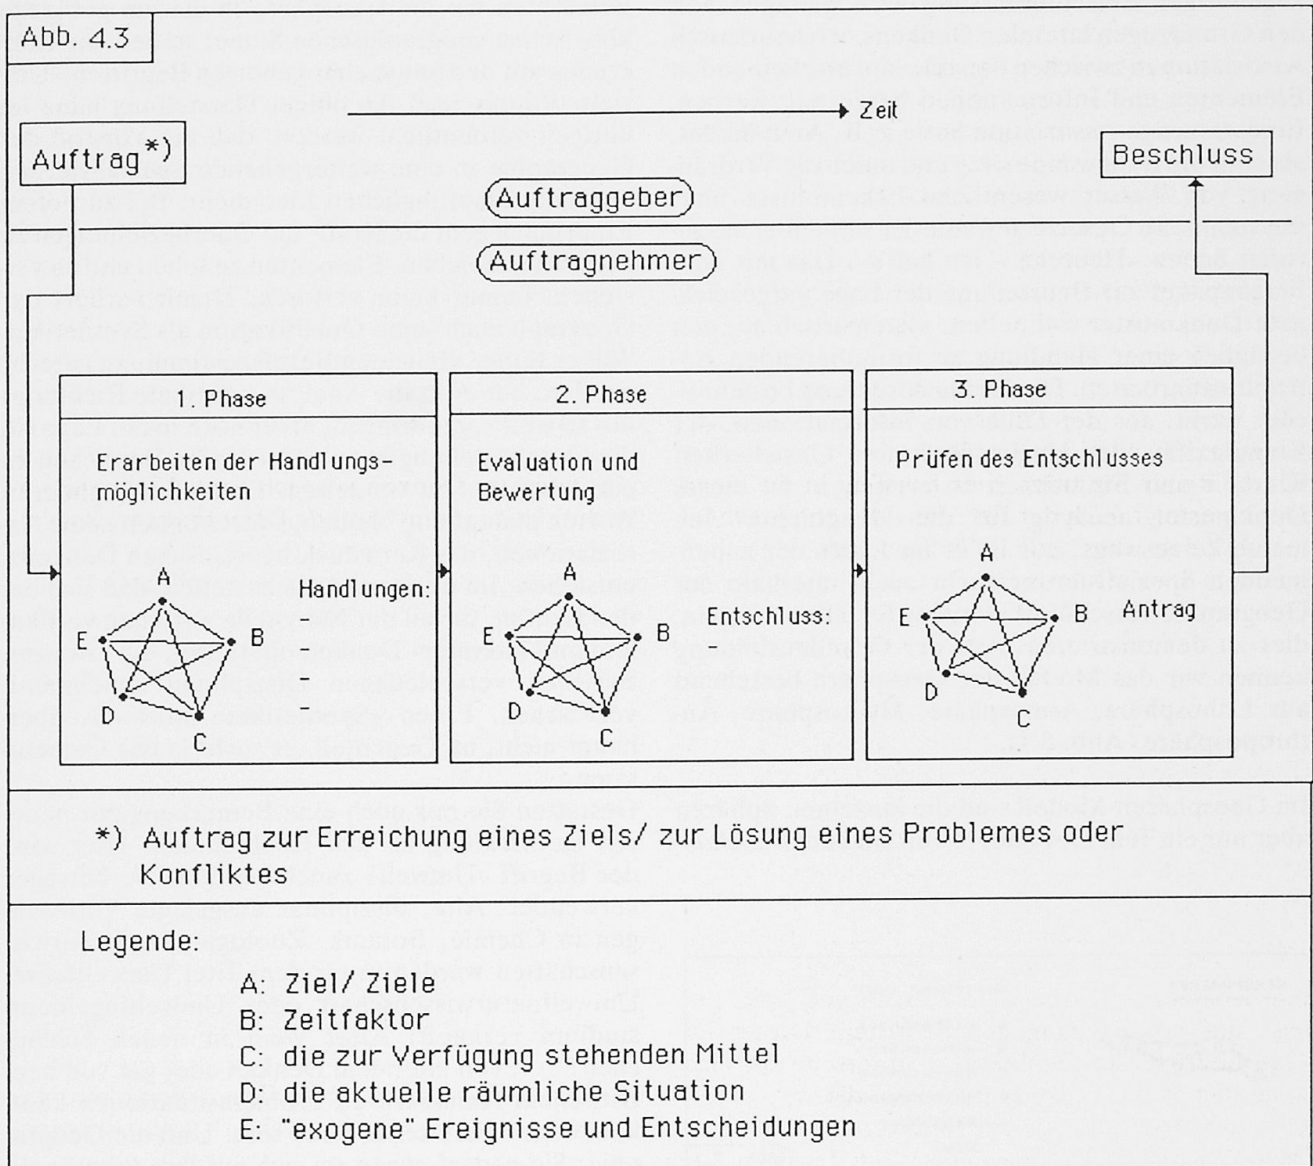 Abb. 4.3
Zeit
Auftrag *)
Beschluss
Auftraggeber
Auftragnehmer
1. Phase
Erarbeiten der Handlungs-
möglichkeiten
A
E
B
D
C
Handlungen:
-
-
-
2. Phase
Evaluation und
Bewertung
A
E
B
D
C
Entschluss:
-
3. Phase
Prüfen des Entschlusses
A
E
B
D
C
Antrag
*) Auftrag zur Erreichung eines Ziels/ zur Lösung eines Problemes oder
Konfliktes
Legende:
A: Ziel/ Ziele
B: Zeitfaktor
C: die zur Verfügung stehenden Mittel
D: die aktuelle räumliche Situation
E: "exogene" Ereignisse und Entscheidungen